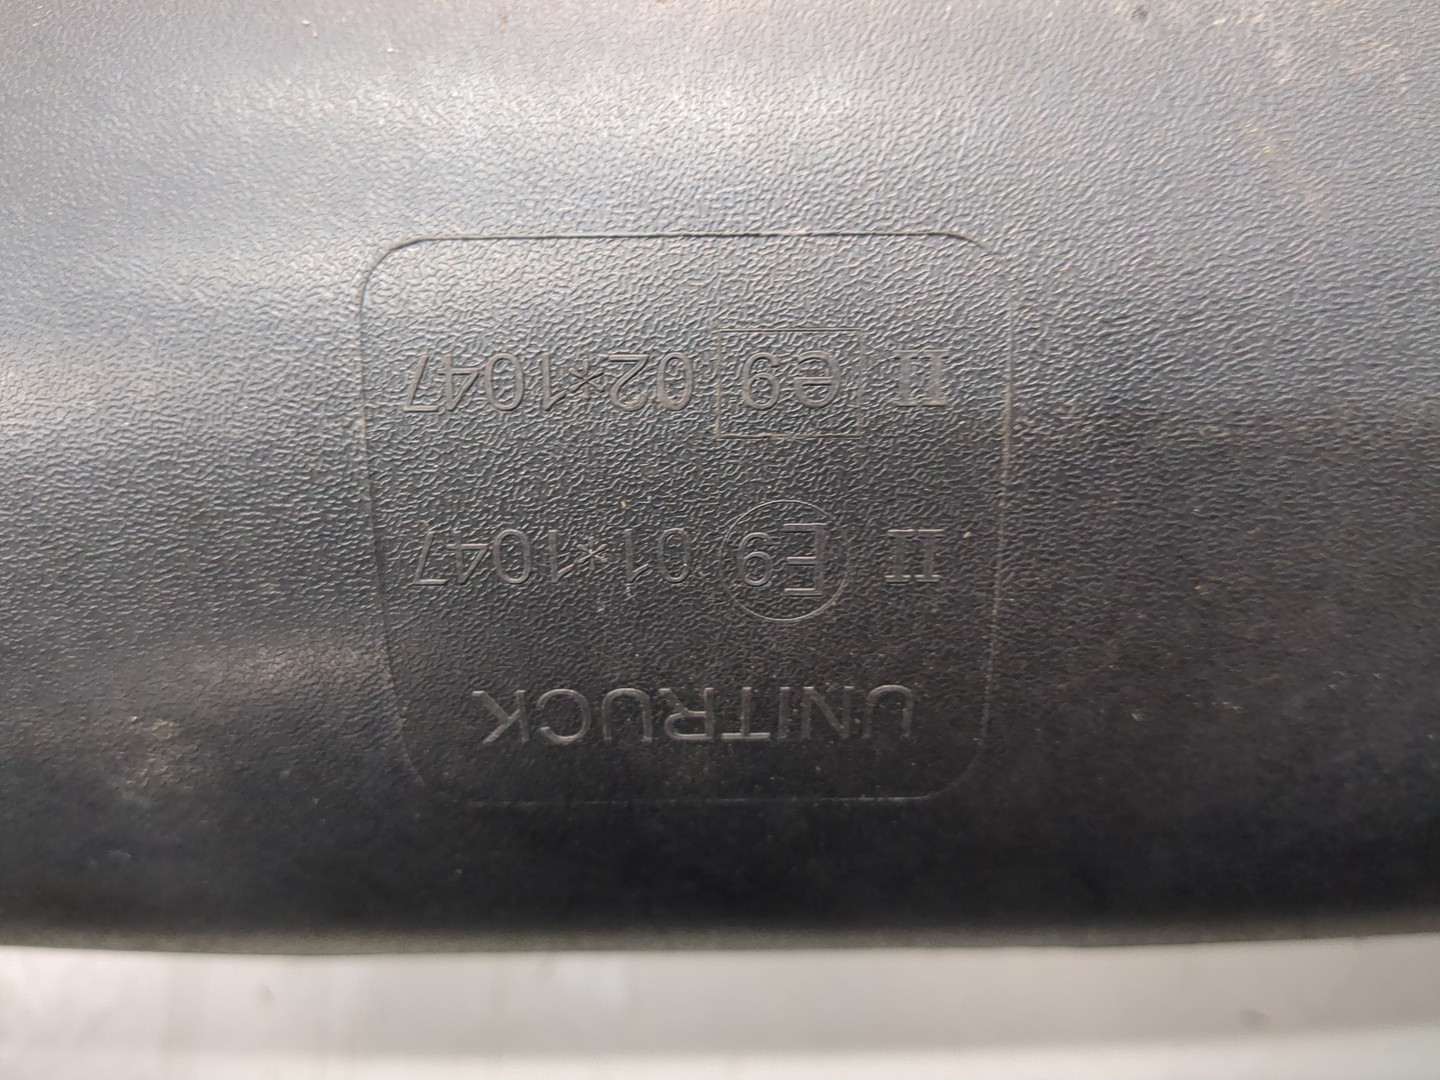 UNITRUCK
II E9 01*1047
II e9 02*1047